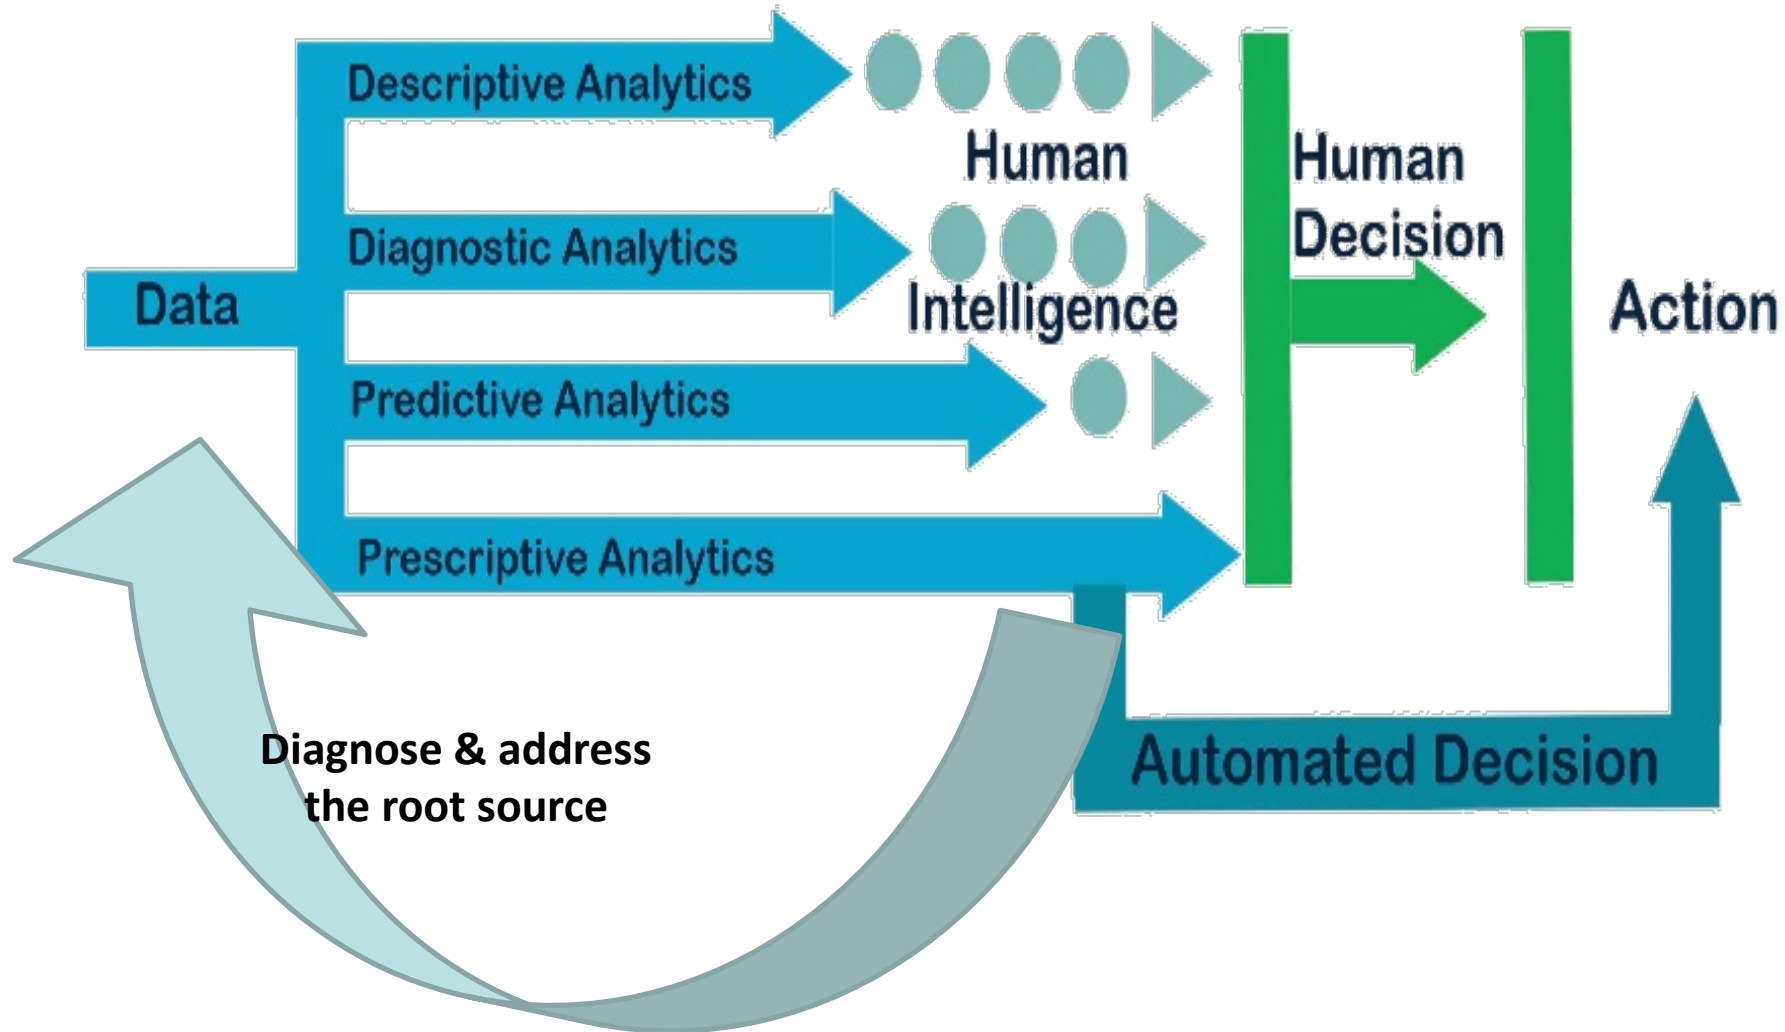 Descriptive Analytics
Human
Human
Decision
Diagnostic Analytics
Data
Intelligence
Action
Predictive Analytics
Prescriptive Analytics
Diagnose & address
the root source
Automated Decision